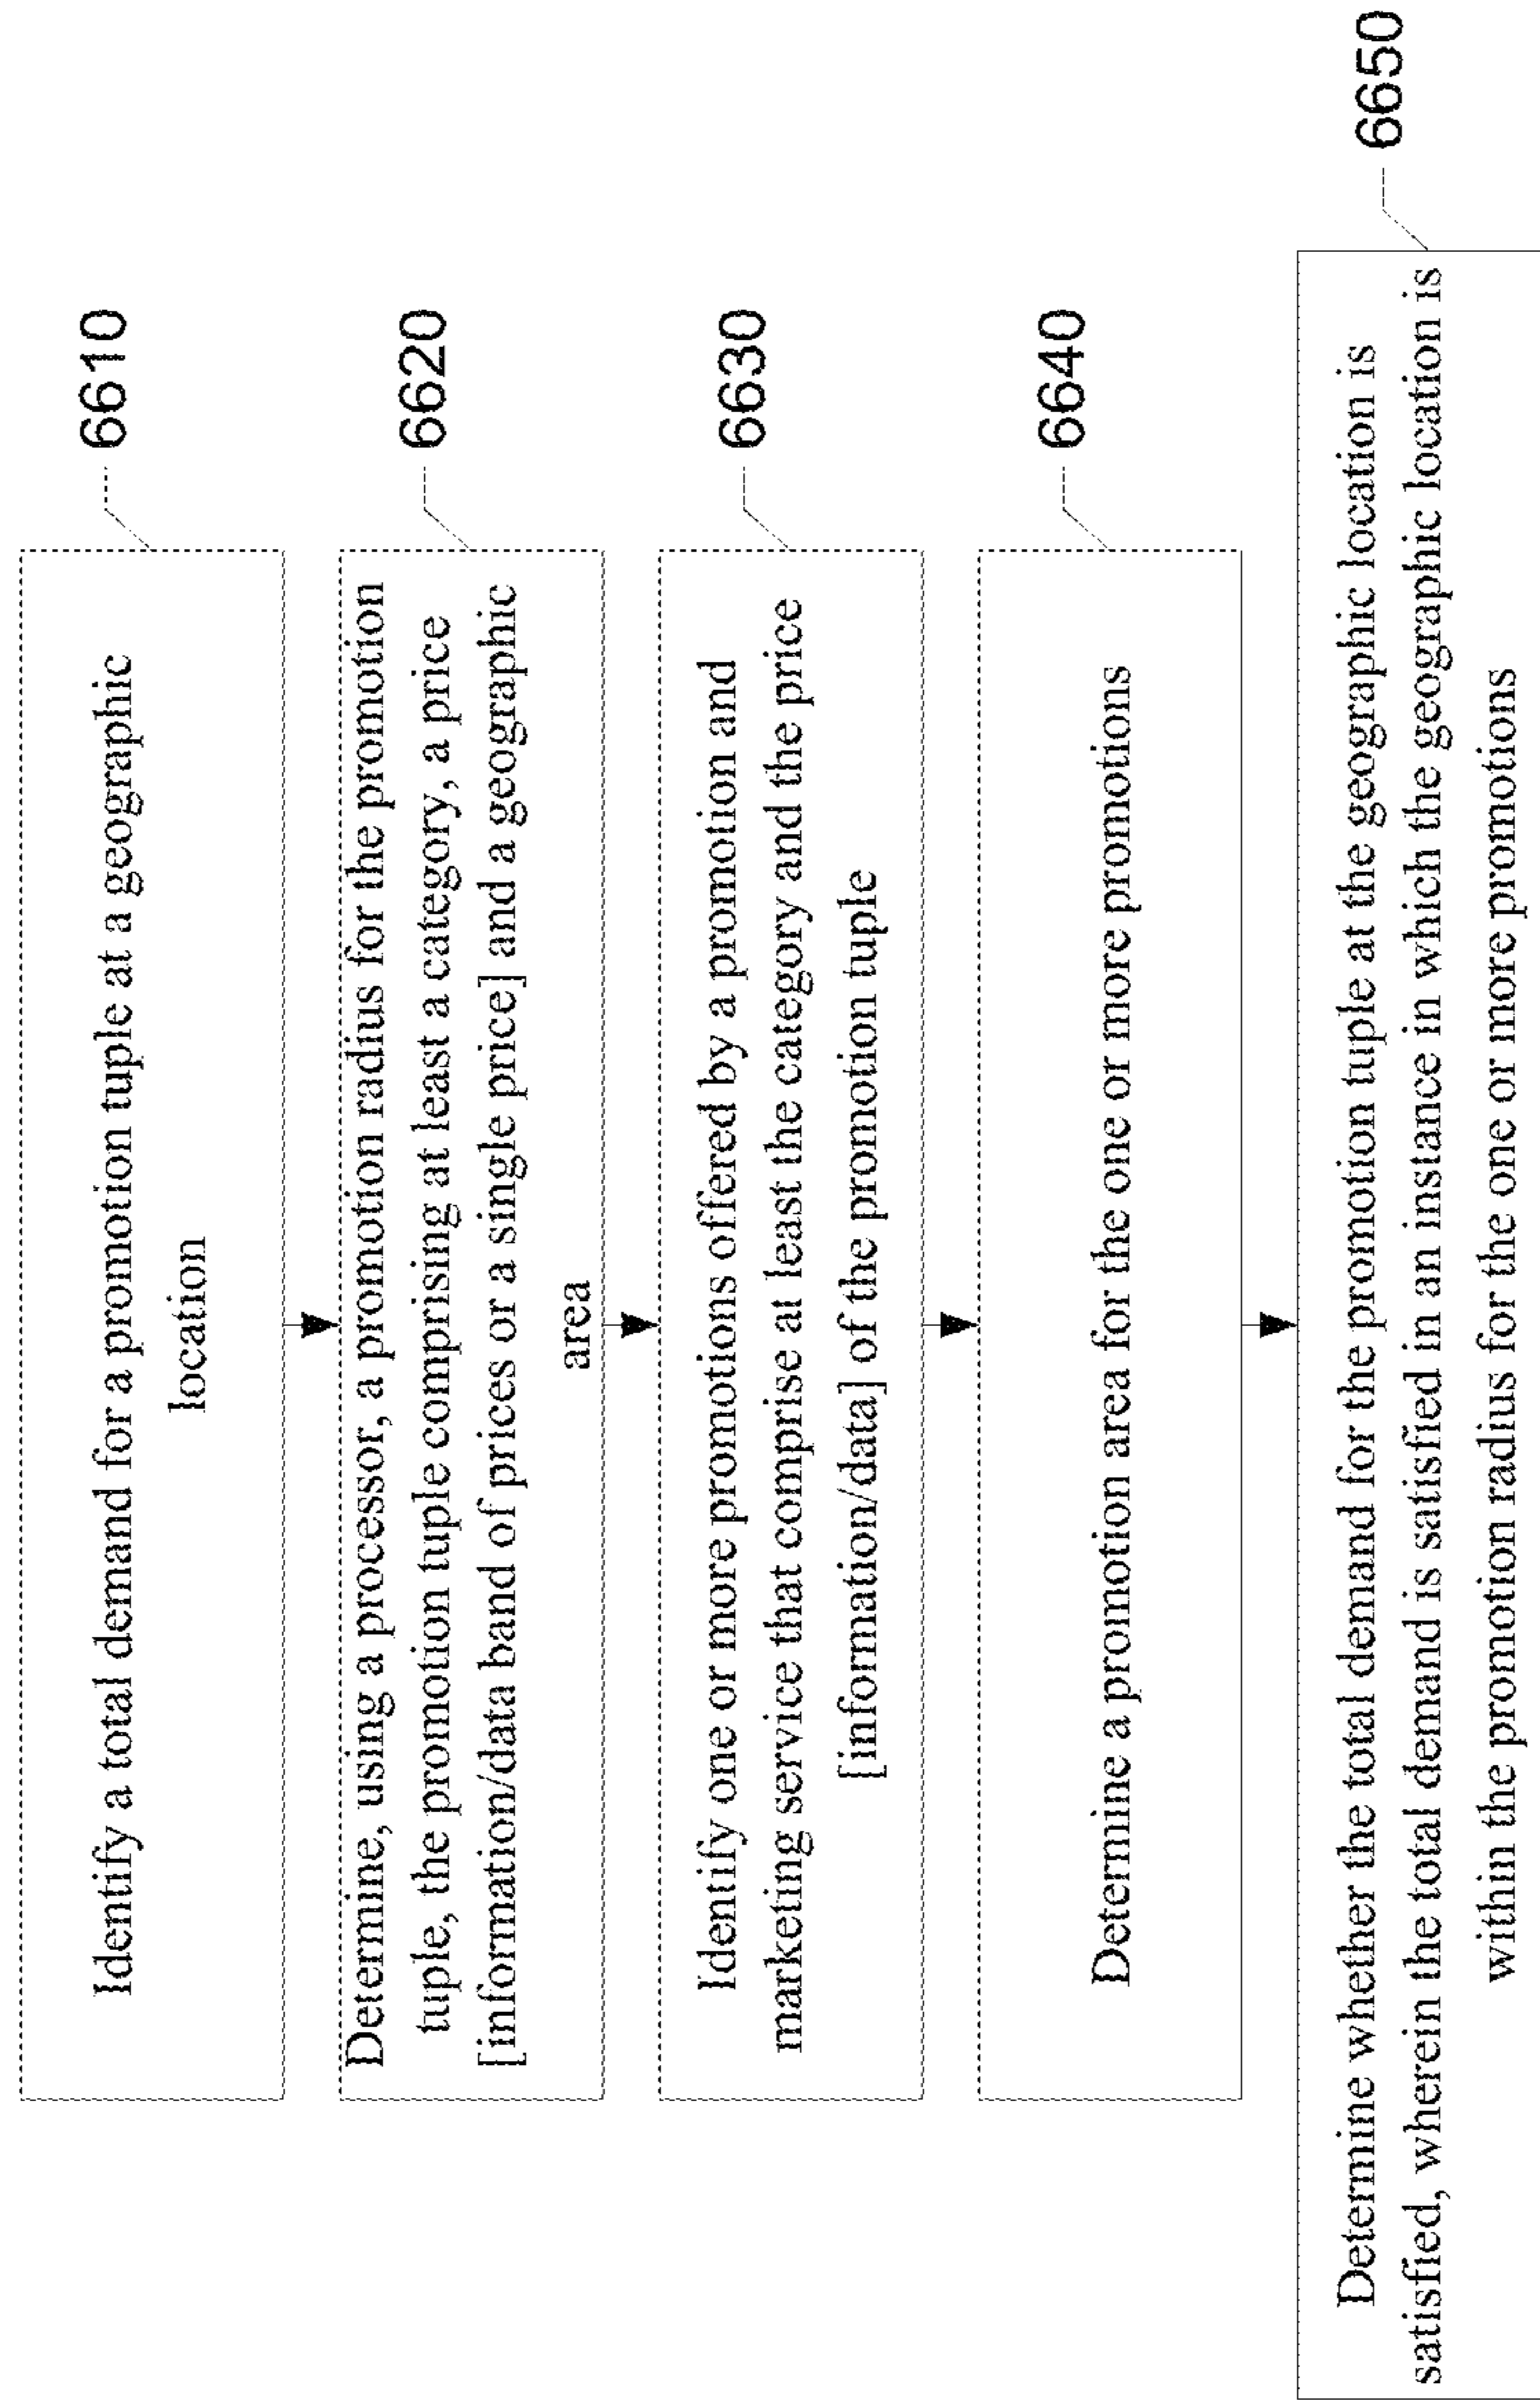 Identify a total demand for a promotion tuple at a geographic
location
6610
Determine, using a processor, a promotion radius for the promotion
tuple, the promotion tuple comprising at least a category, a price
[information/data band of prices or a single price] and a geographic
area
6620
Identify one or more promotions offered by a promotion and
marketing service that comprise at least the category and the price
[information/data] of the promotion tuple
6630
Determine a promotion area for the one or more promotions
6640
Determine whether the total demand for the promotion tuple at the geographic location is
satisfied, wherein the total demand is satisfied in an instance in which the geographic location is
within the promotion radius for the one or more promotions
6650